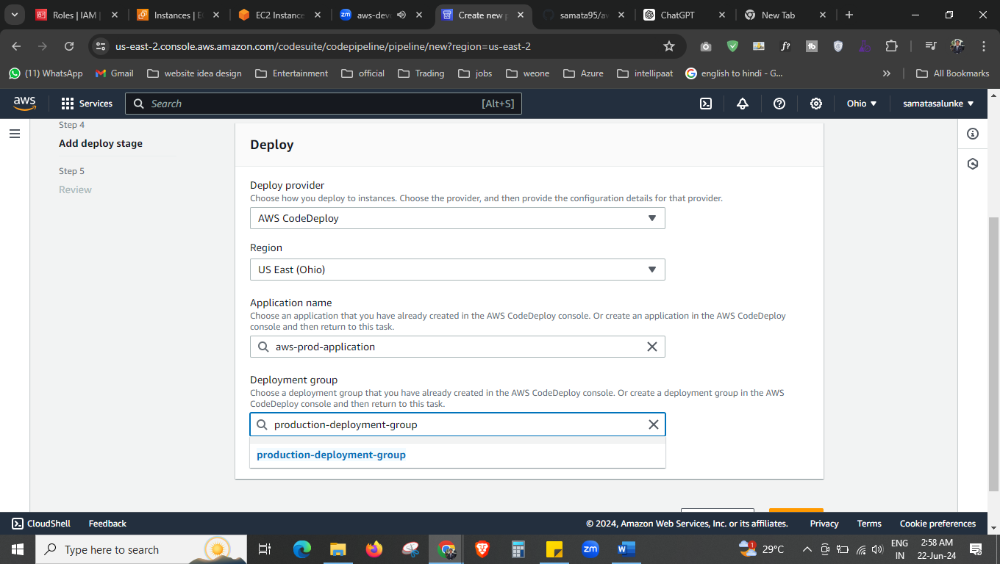 Roles | IAM |
Instances | E
EC2 Instance
aws-dev
Create new p
samata95/aw
ChatGPT
New Tab
us-east-2.console.aws.amazon.com/codesuite/codepipeline/pipeline/new?region=us-east-2
(11) WhatsApp
Gmail
website idea design
Entertainment
official
Trading
jobs
weone
Azure
intellipaat
english to hindi - G...
All Bookmarks
aws
Services
Search
[Alt+S]
Ohio
samatasalunke
Step 4
Add deploy stage
Step 5
Review
Deploy
Deploy provider
Choose how you deploy to instances. Choose the provider, and then provide the configuration details for that provider.
AWS CodeDeploy
Region
US East (Ohio)
Application name
Choose an application that you have already created in the AWS CodeDeploy console. Or create an application in the AWS CodeDeploy
console and then return to this task.
aws-prod-application
Deployment group
Choose a deployment group that you have already created in the AWS CodeDeploy console. Or create a deployment group in the AWS
CodeDeploy console and then return to this task.
production-deployment-group
production-deployment-group
CloudShell
Feedback
© 2024, Amazon Web Services, Inc. or its affiliates.
Privacy
Terms
Cookie preferences
Type here to search
zm
29°C
ENG
IN
2:58 AM
22-Jun-24